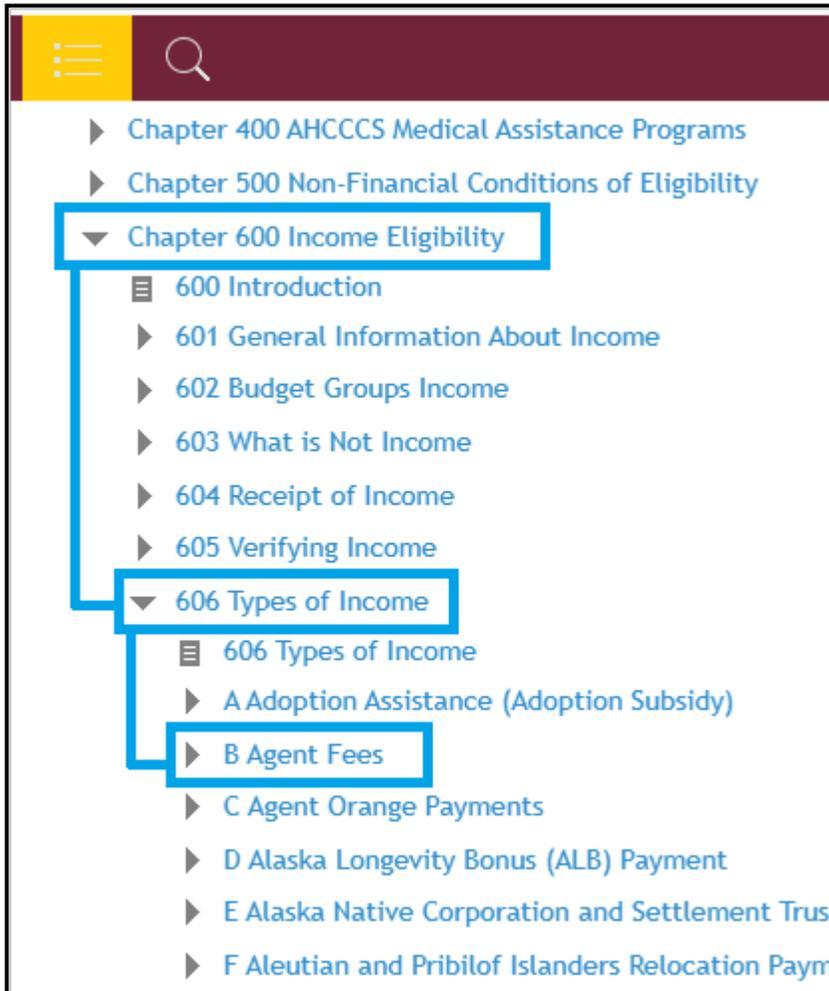 Chapter 400 AHCCCS Medical Assistance Programs
Chapter 500 Non-Financial Conditions of Eligibility
Chapter 600 Income Eligibility
600 Introduction
601 General Information About Income
602 Budget Groups Income
603 What is Not Income
604 Receipt of Income
605 Verifying Income
606 Types of Income
606 Types of Income
A Adoption Assistance (Adoption Subsidy)
B Agent Fees
C Agent Orange Payments
D Alaska Longevity Bonus (ALB) Payment
E Alaska Native Corporation and Settlement Trus
F Aleutian and Pribilof Islanders Relocation Paym